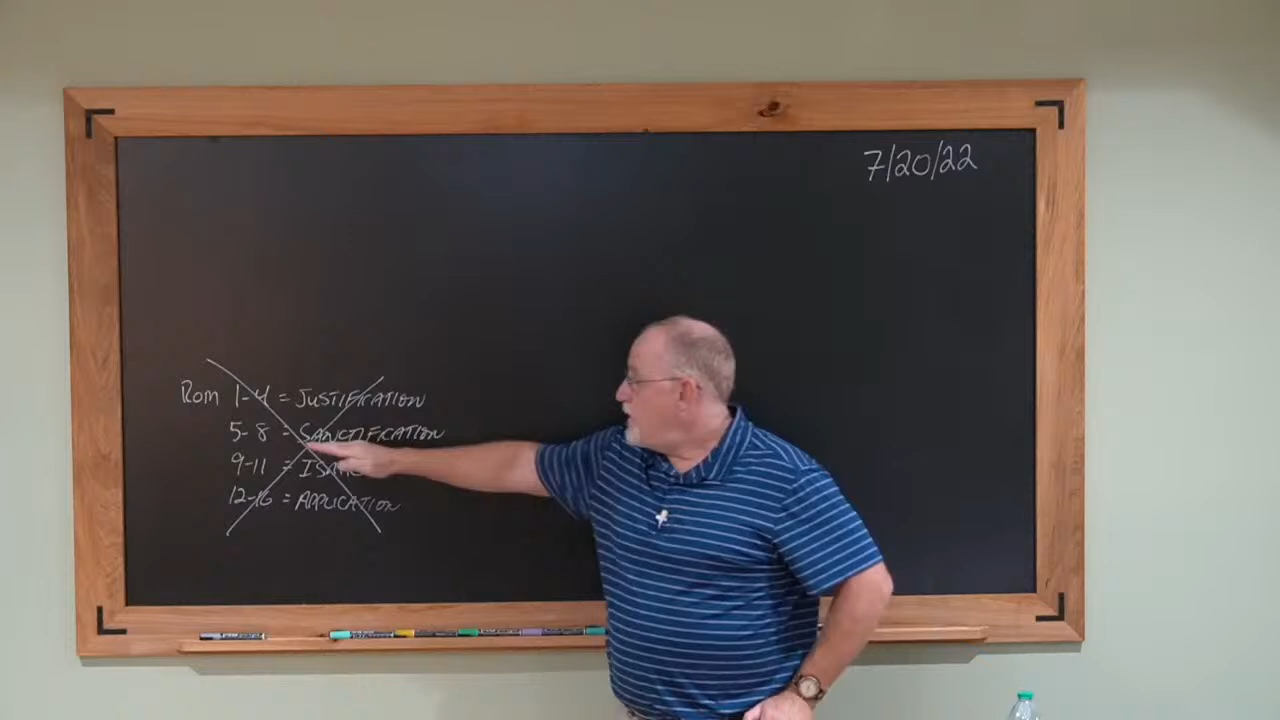 7/20/22
Rom 1-4 = JUSTIFICATION
5-8 = SANCTIFICATION
9-11 =
12-16 = APPLICATION